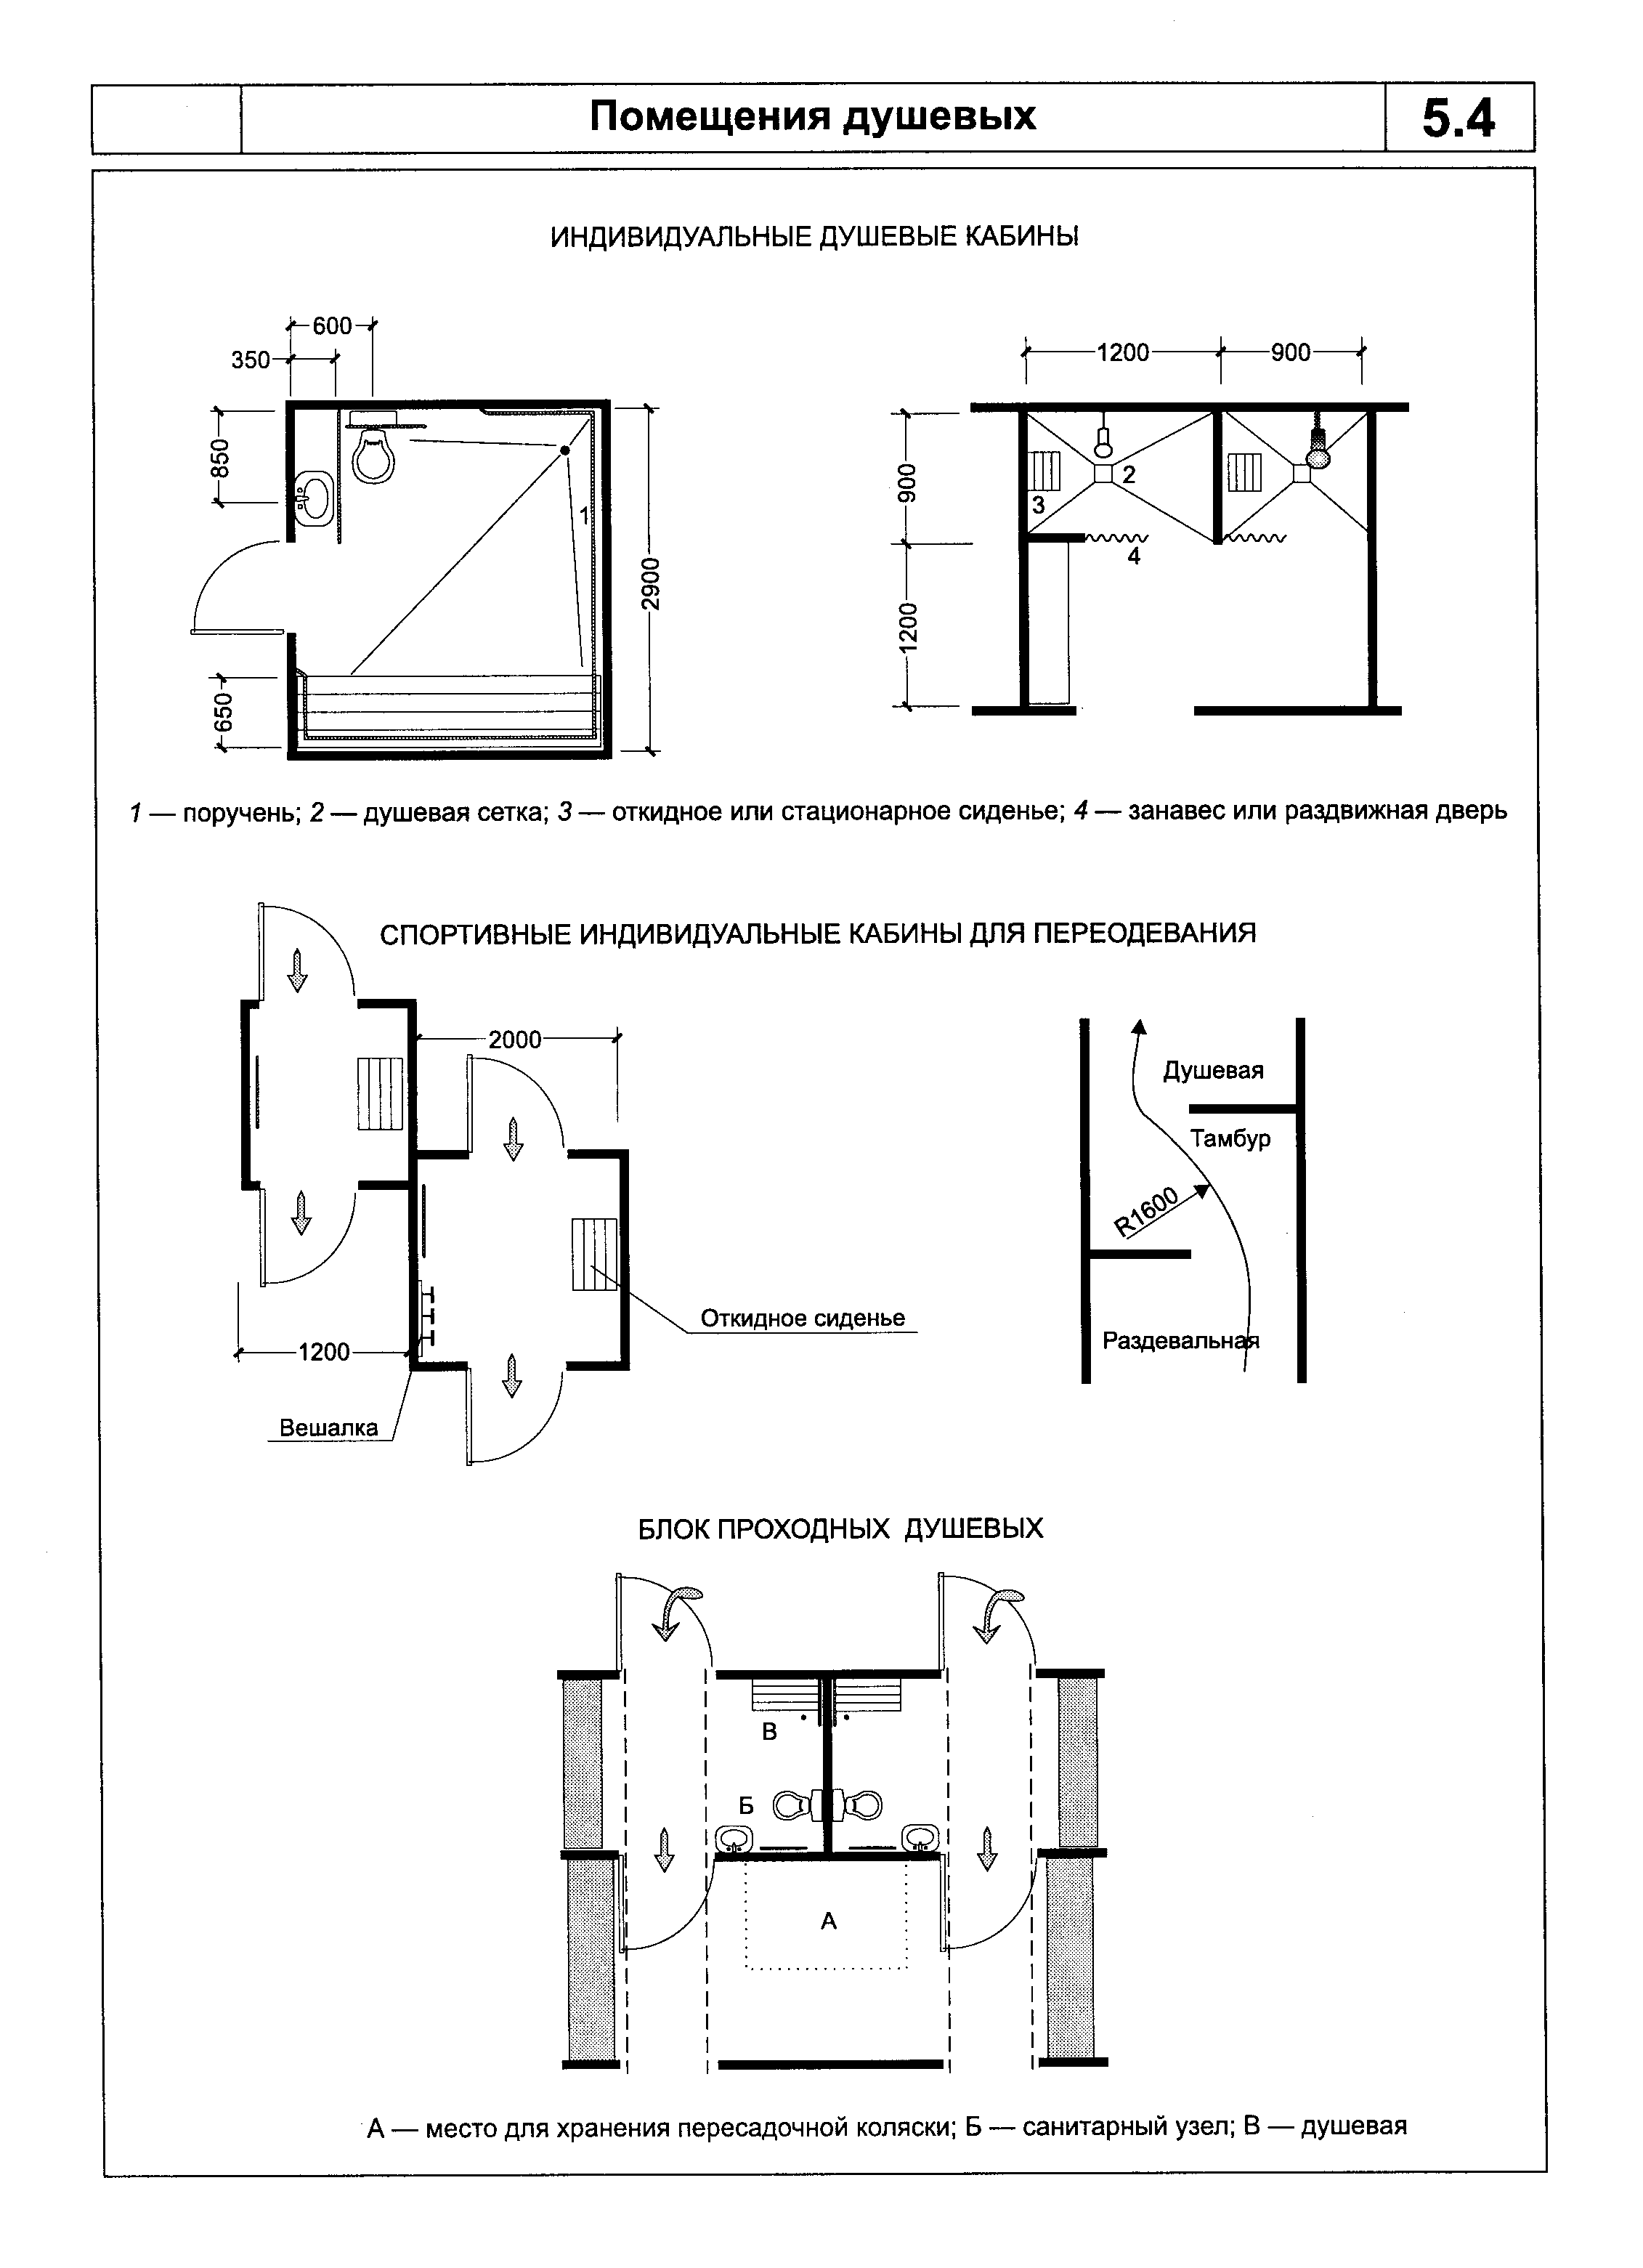 Помещения душевых
5.4
ИНДИВИДУАЛЬНЫЕ ДУШЕВЫЕ КАБИНЫ
600
350
850
1
2900
650
1200
900
900
2
3
4
1200
1 — поручень; 2 — душевая сетка; 3 — откидное или стационарное сиденье; 4 — занавес или раздвижная дверь
СПОРТИВНЫЕ ИНДИВИДУАЛЬНЫЕ КАБИНЫ ДЛЯ ПЕРЕОДЕВАНИЯ
2000
Откидное сиденье
1200
Вешалка
Душевая
Тамбур
R1600
Раздевальная
БЛОК ПРОХОДНЫХ ДУШЕВЫХ
В
Б
А
А — место для хранения пересадочной коляски; Б — санитарный узел; В — душевая